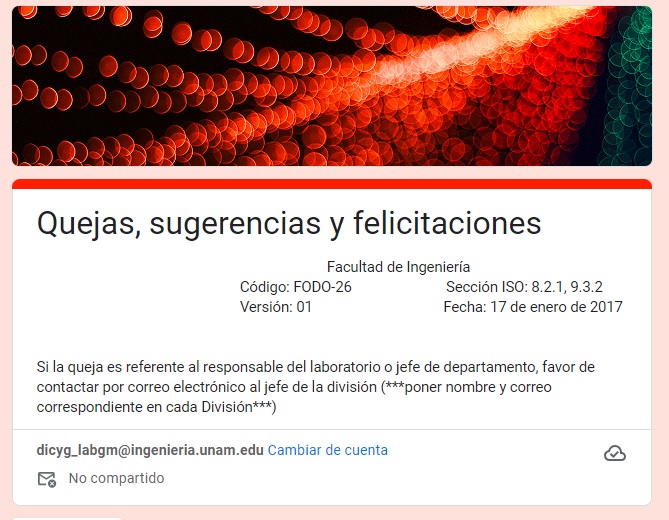 Quejas, sugerencias y felicitaciones
Facultad de Ingeniería
Código: FODO-26 Sección ISO: 8.2.1, 9.3.2
Versión: 01 Fecha: 17 de enero de 2017
Si la queja es referente al responsable del laboratorio o jefe de departamento, favor de
contactar por correo electrónico al jefe de la división (***poner nombre y correo
correspondiente en cada División***)
dicyg_labgm@ingenieria.unam.edu Cambiar de cuenta
No compartido